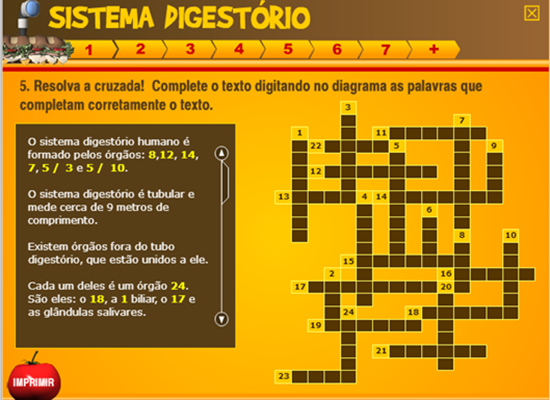 SISTEMA DIGESTÓRIO
1 2 3 4 5 6 7 +
5. Resolva a cruzada! Complete o texto digitando no diagrama as palavras que
completam corretamente o texto.
O sistema digestório humano é
formado pelos órgãos: 8,12, 14,
7, 5 / 3 e 5 / 10.
O sistema digestório é tubular e
mede cerca de 9 metros de
comprimento.
Existem órgãos fora do tubo
digestório, que estão unidos a ele.
Cada um deles é um órgão 24.
São eles: o 18, a 1 biliar, o 17 e
as glândulas salivares.
3
7
1 11
22 5 9
12
13 4 14
6
8 10
15
2 16
17 20
24 18
19
21
23
IMPRIMIR